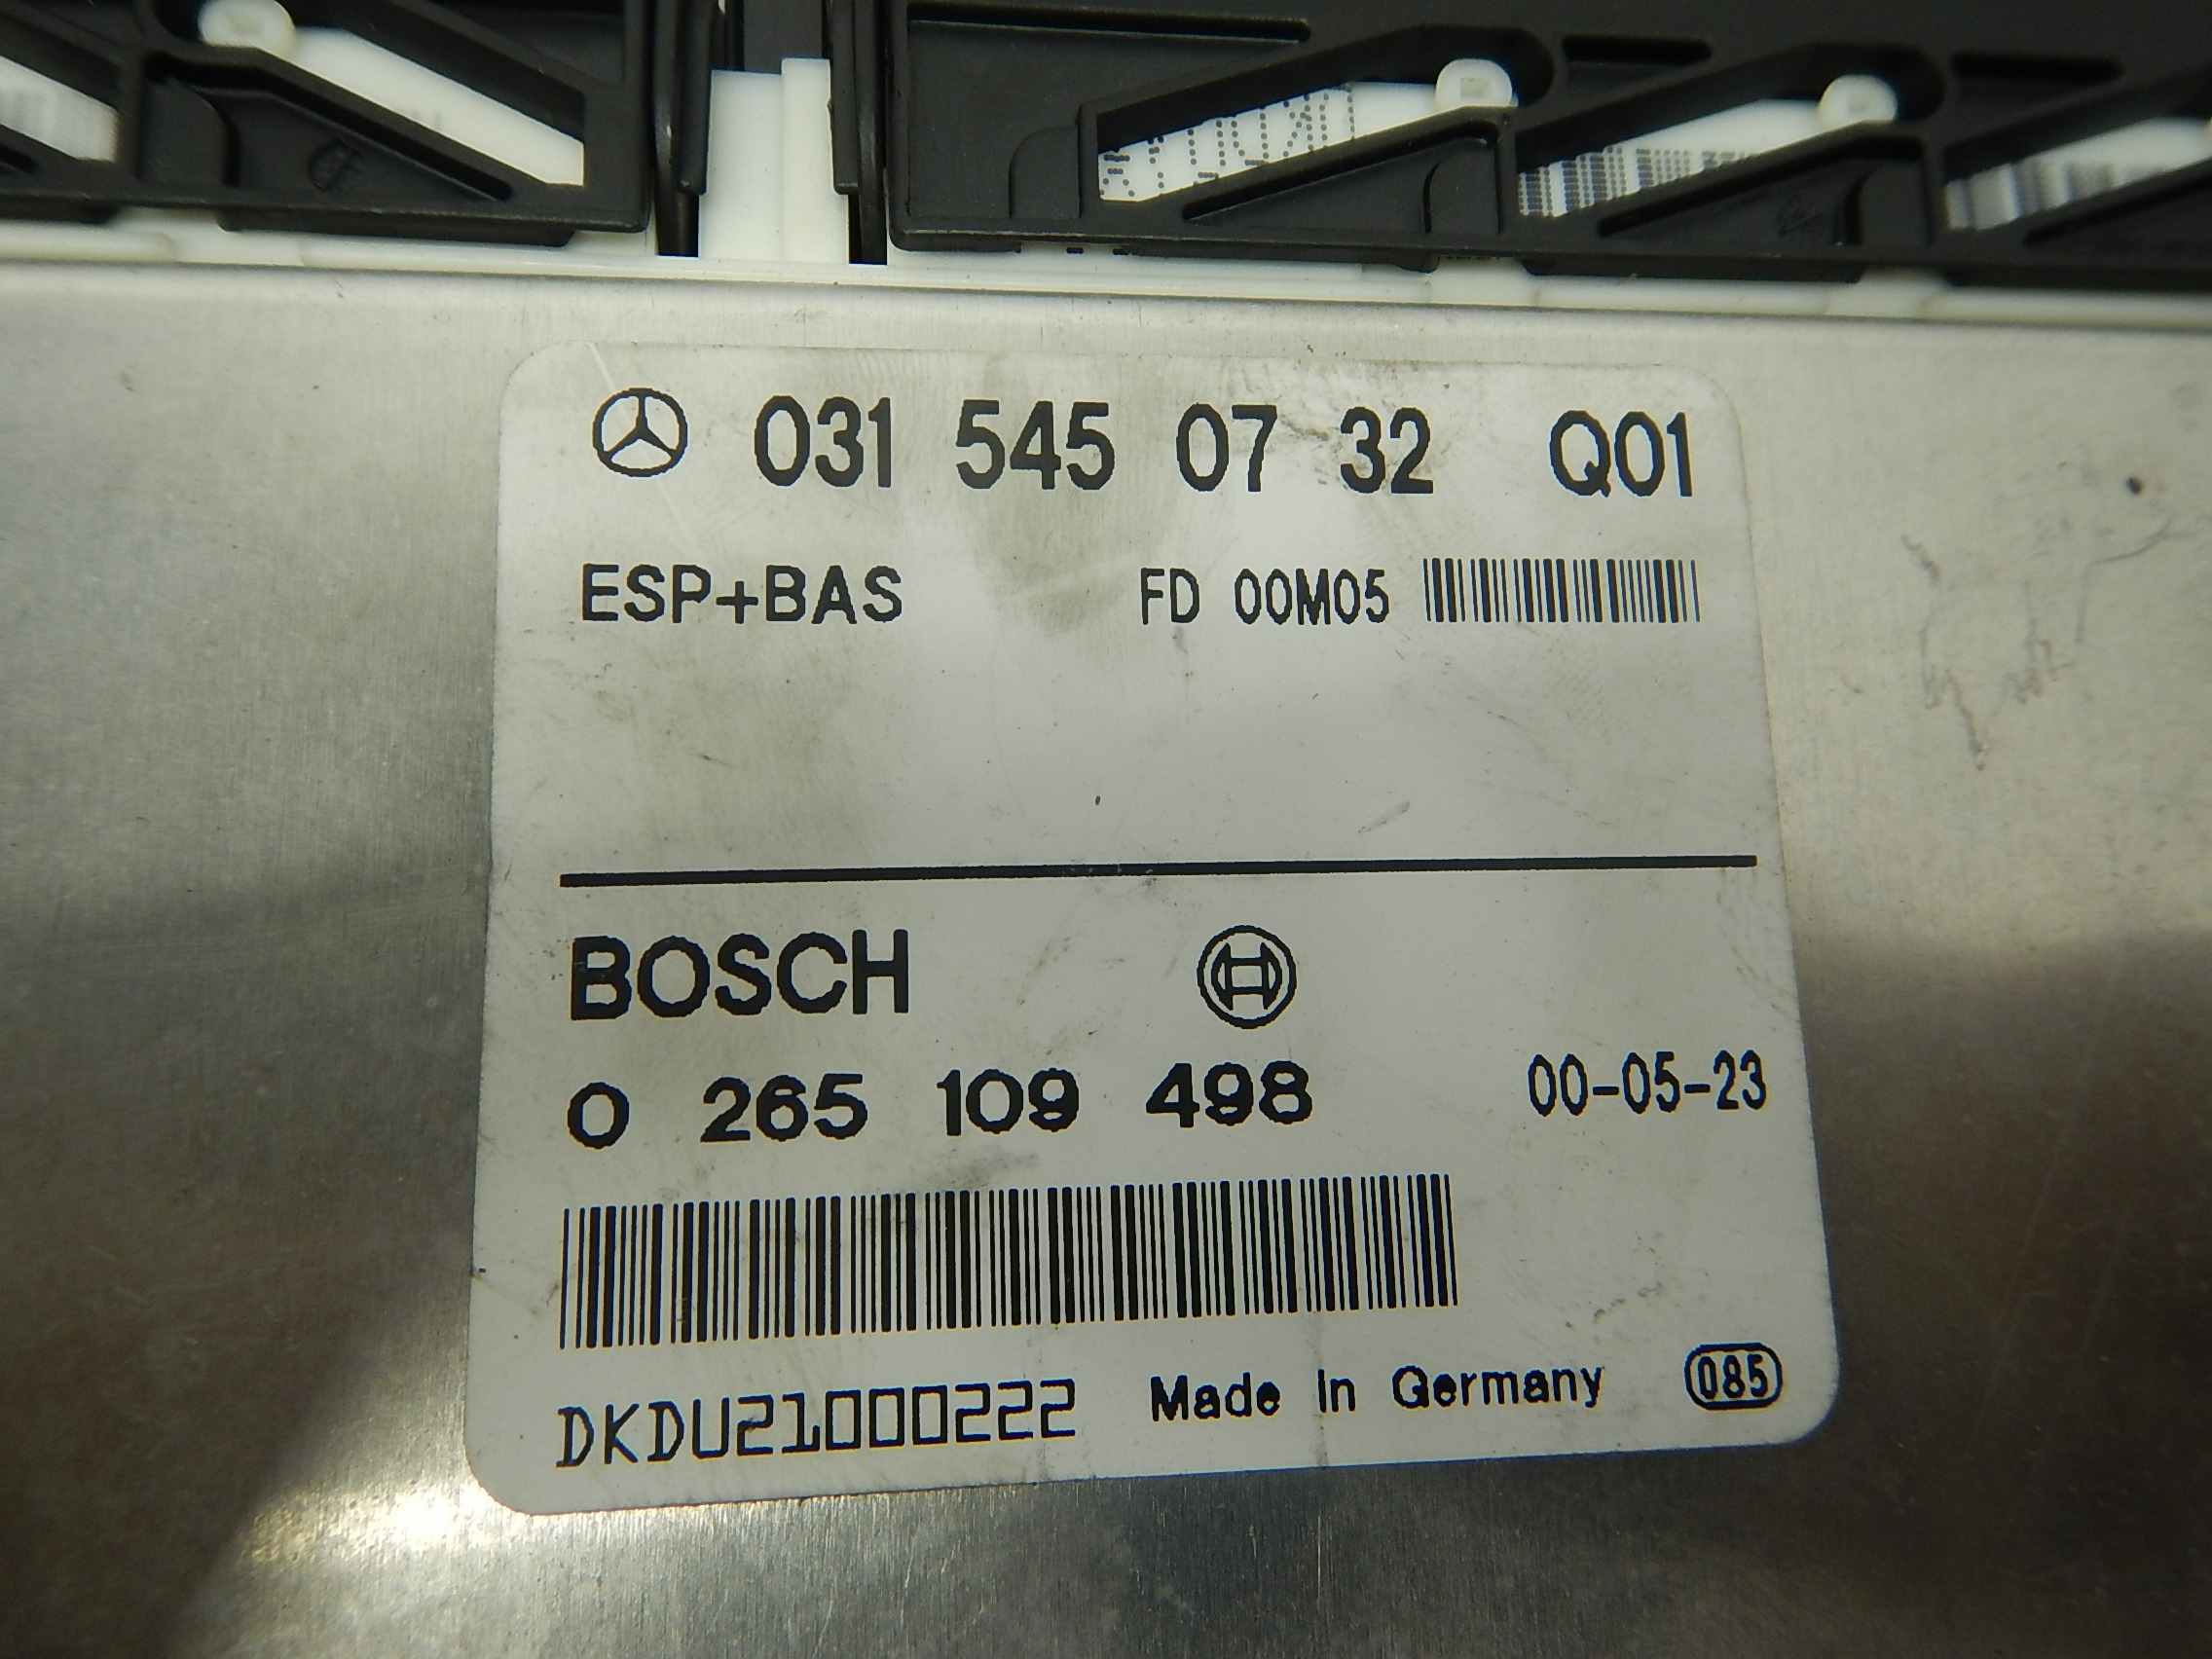 031 545 07 32 Q01
ESP+BAS FD 00M05
BOSCH
0 265 109 498 00-05-23
DKDU21000222 Made in Germany 085